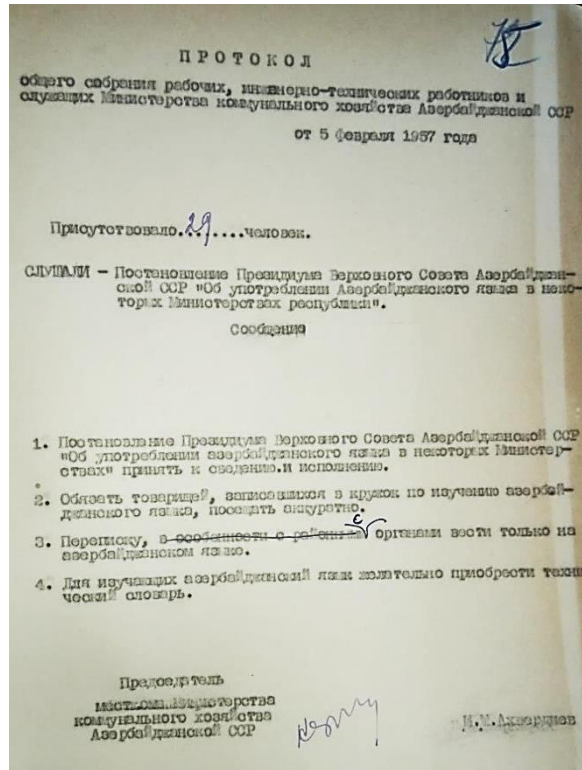 78
ПРОТОКОЛ
общего собрания рабочих, инженерно-технических работников и
служащих Министерства коммунального хозяйства Азербайджанской ССР
от 5 февраля 1957 года
Присутствовало.29....человек.
СЛУШАЛИ - Постановление Президиума Верховного Совета Азербайджан-
ской ССР "Об употреблении Азербайджанского языка в неко-
торых Министерствах республики".
Сообщение
1. Постановление Президиума Верховного Совета Азербайджанской ССР
"Об употреблении азербайджанского языка в некоторых Министер-
ствах" принять к сведению.и исполнению.
2. Обязать товарищей, записавшихся в кружок по изучению азербай-
джанского языка, посещать аккуратно.
3. Переписку, в особенности с районными с органами вести только на
азербайджанском языке.
4. Для изучающих азербайджанский язык желательно приобрести техни
ческий словарь.
Председатель
месткома Министерства
коммунального хозяйства
Азербайджанской ССР
И.М.Ахвердиев